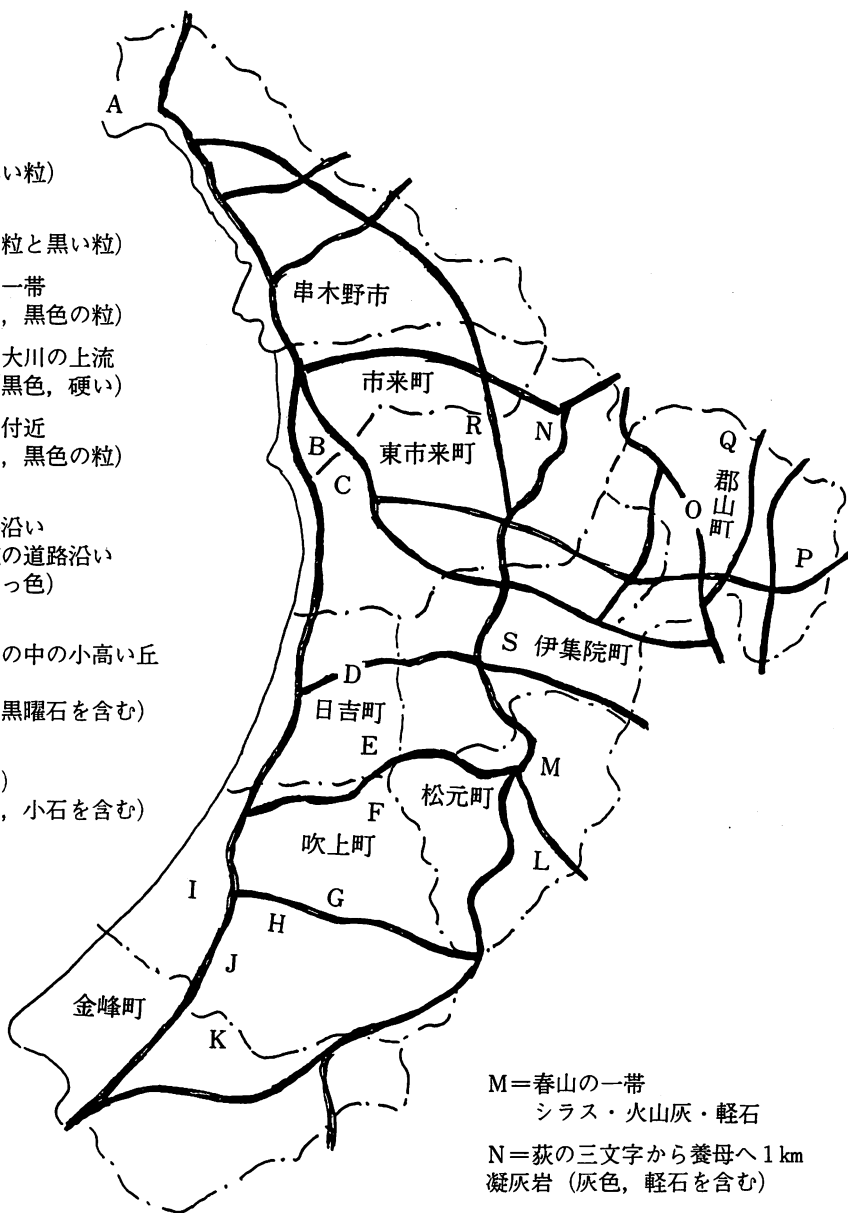 A
い粒)
粒と黒い粒)
一帯
, 黒色の粒)
大川の上流
黒色, 硬い)
付近
, 黒色の粒)
沿い
の道路沿い
っ色)
の中の小高い丘
黒曜石を含む)
)
, 小石を含む)
串木野市
市来町
R
N
B
東市来町
C
Q
郡山町
O
P
S 伊集院町
D
日吉町
E
M
松元町
F
吹上町
L
I
G
H
J
金峰町
K
M=春山の一帯
シラス・火山灰・軽石
N=荻の三文字から養母へ1km
凝灰岩 (灰色, 軽石を含む)